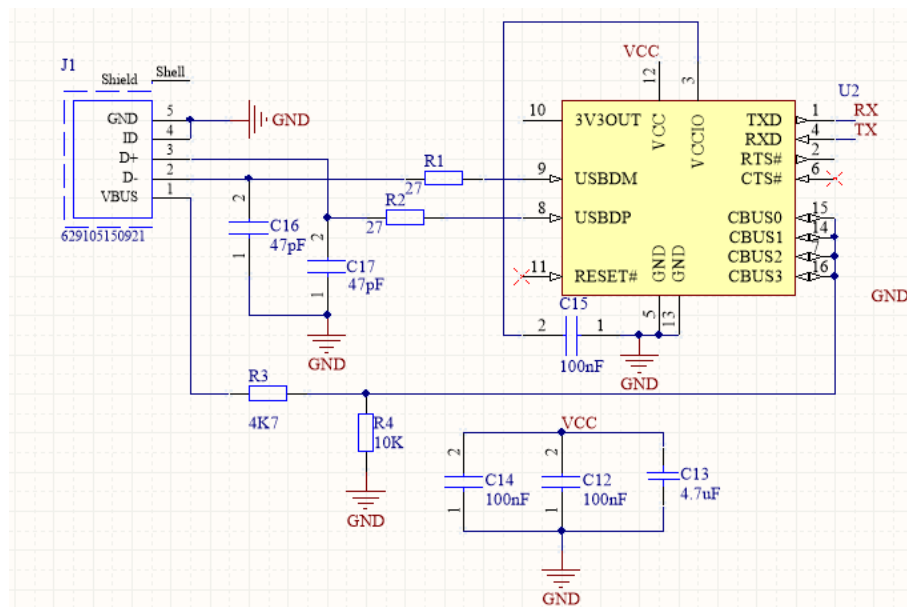 J1
Shield
Shell
GND 5
ID 4
D+ 3
D- 2
VBUS 1
629105150921
GND
R1
27
R2
27
2
C16
47pF
1
2
C17
47pF
1
GND
VCC
12
3
U2
10 3V3OUT
VCC
VCCIO
TXD 1 RX
RXD 4 TX
RTS# 2
CTS# 6
9 USBDM
8 USBDP
CBUS0 15
CBUS1 14
CBUS2 7
CBUS3 16
11 RESET#
GND
GND
5
13
GND
C15
2
1
100nF
GND
R3
4K7
R4
10K
GND
VCC
2
C14
100nF
1
2
C12
100nF
1
C13
4.7uF
GND